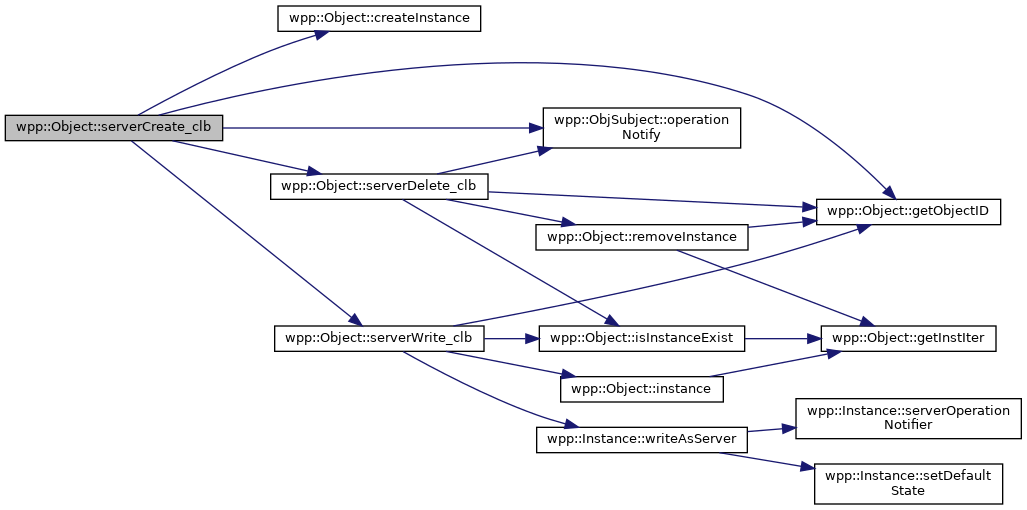 wpp::Object::createInstance
wpp::Object::serverCreate_clb
wpp::ObjSubject::operation
Notify
wpp::Object::serverDelete_clb
wpp::Object::getObjectID
wpp::Object::removeInstance
wpp::Object::serverWrite_clb
wpp::Object::isInstanceExist
wpp::Object::getInstIter
wpp::Object::instance
wpp::Instance::serverOperation
Notifier
wpp::Instance::writeAsServer
wpp::Instance::setDefault
State